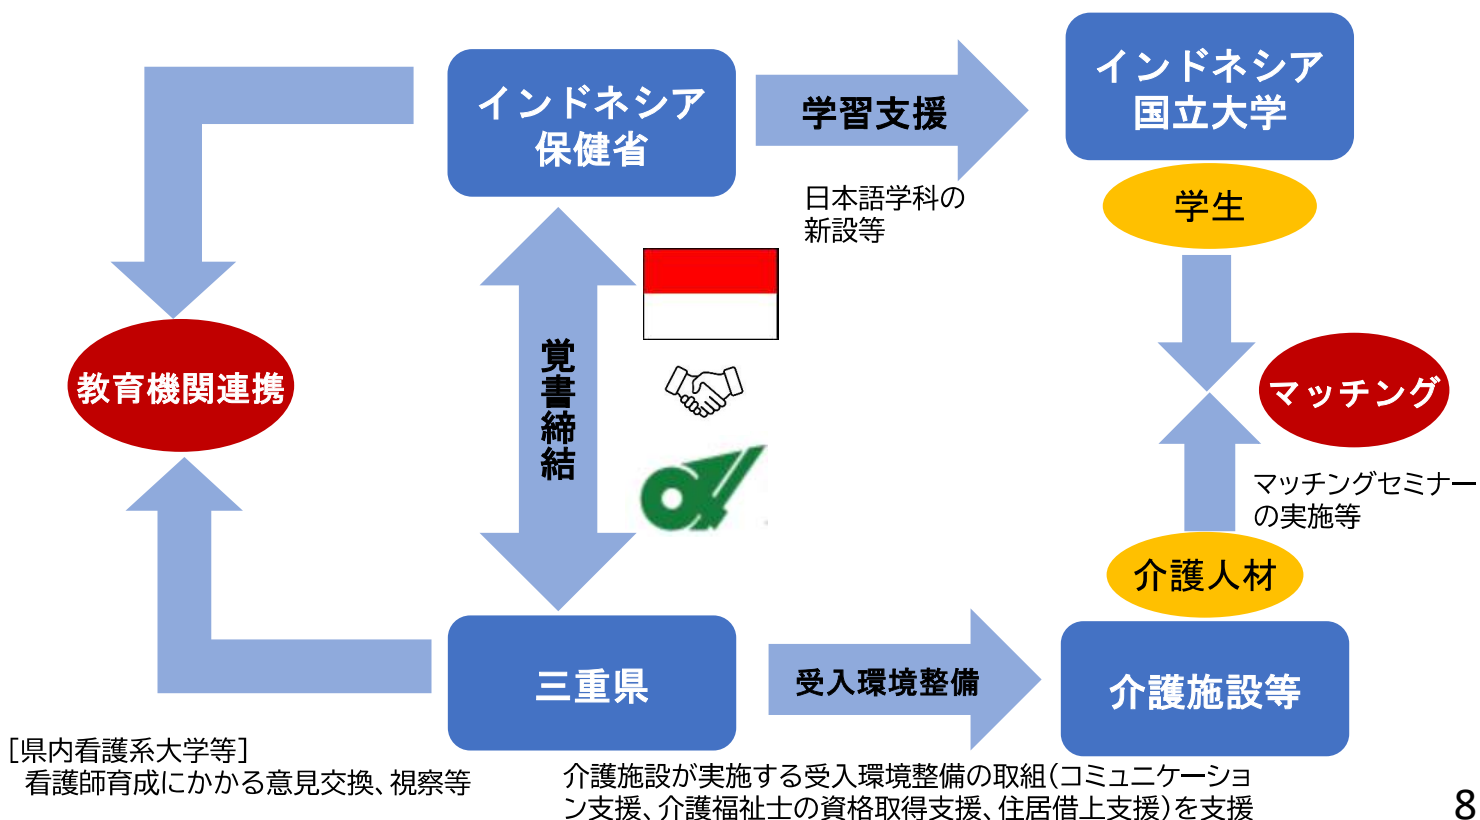 インドネシア
保健省
学習支援
インドネシア
国立大学
日本語学科の
新設等
学生
覚書締結
教育機関連携
マッチング
マッチングセミナー
の実施等
介護人材
三重県
受入環境整備
介護施設等
[県内看護系大学等]
看護師育成にかかる意見交換、視察等
介護施設が実施する受入環境整備の取組(コミュニケーショ
ン支援、介護福祉士の資格取得支援、住居借上支援)を支援
8